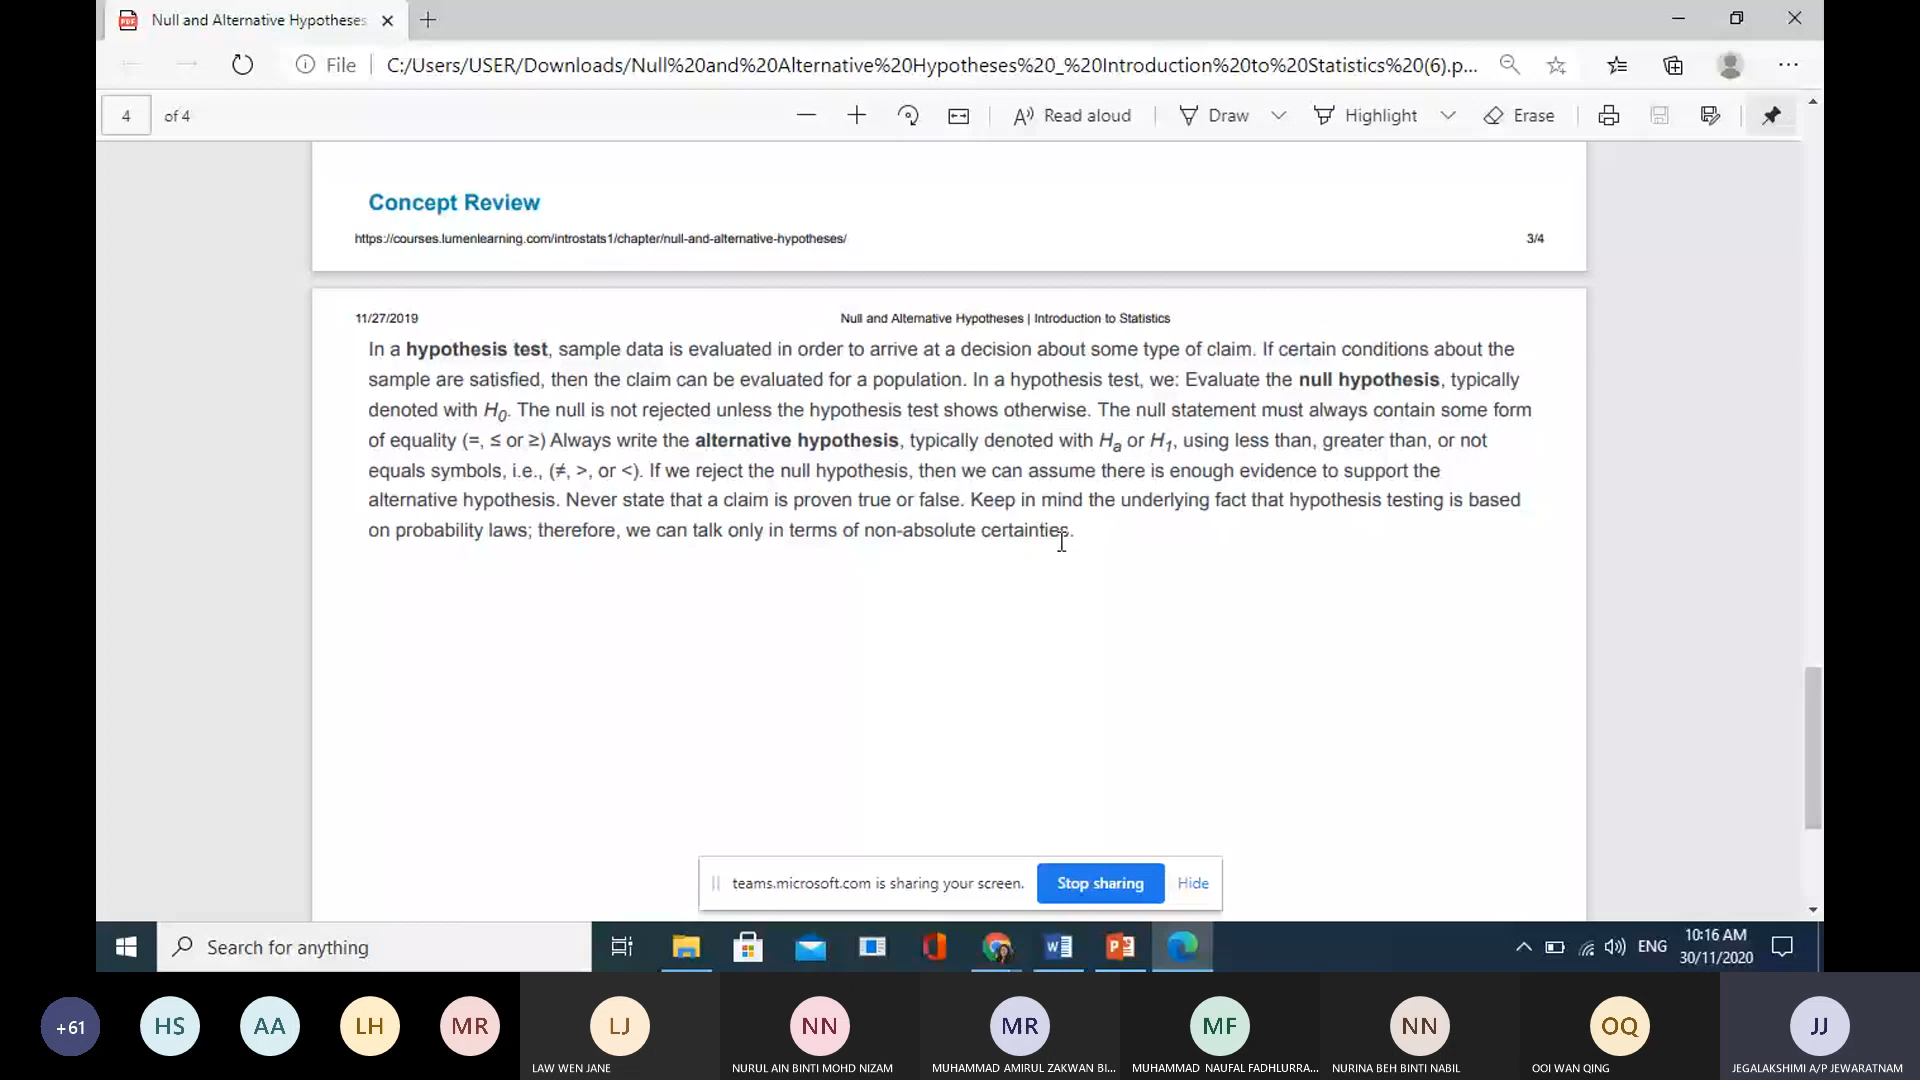 Null and Alternative Hypotheses
File
C:/Users/USER/Downloads/Null%20and%20Alternative%20Hypotheses%20_%20Introduction%20to%20Statistics%20(6).p...
4
of 4
Read aloud
Draw
Highlight
Erase
Concept Review
https://courses.lumenlearning.com/introstats1/chapter/null-and-alternative-hypotheses/
3/4
11/27/2019
Null and Alternative Hypotheses | Introduction to Statistics
In a hypothesis test, sample data is evaluated in order to arrive at a decision about some type of claim. If certain conditions about the
sample are satisfied, then the claim can be evaluated for a population. In a hypothesis test, we: Evaluate the null hypothesis, typically
denoted with H0. The null is not rejected unless the hypothesis test shows otherwise. The null statement must always contain some form
of equality (=, ≤ or ≥) Always write the alternative hypothesis, typically denoted with Ha or H1, using less than, greater than, or not
equals symbols, i.e., (≠, >, or <). If we reject the null hypothesis, then we can assume there is enough evidence to support the
alternative hypothesis. Never state that a claim is proven true or false. Keep in mind the underlying fact that hypothesis testing is based
on probability laws; therefore, we can talk only in terms of non-absolute certainties.
teams.microsoft.com is sharing your screen.
Stop sharing
Hide
Search for anything
ENG
10:16 AM
30/11/2020
+61
HS
AA
LH
MR
LJ
LAW WEN JANE
NN
NURUL AIN BINTI MOHD NIZAM
MR
MUHAMMAD AMIRUL ZAKWAN BI...
MF
MUHAMMAD NAUFAL FADHLURRA...
NN
NURINA BEH BINTI NABIL
OQ
OOI WAN QING
JJ
JEGALAKSHIMI A/P JEWARATNAM